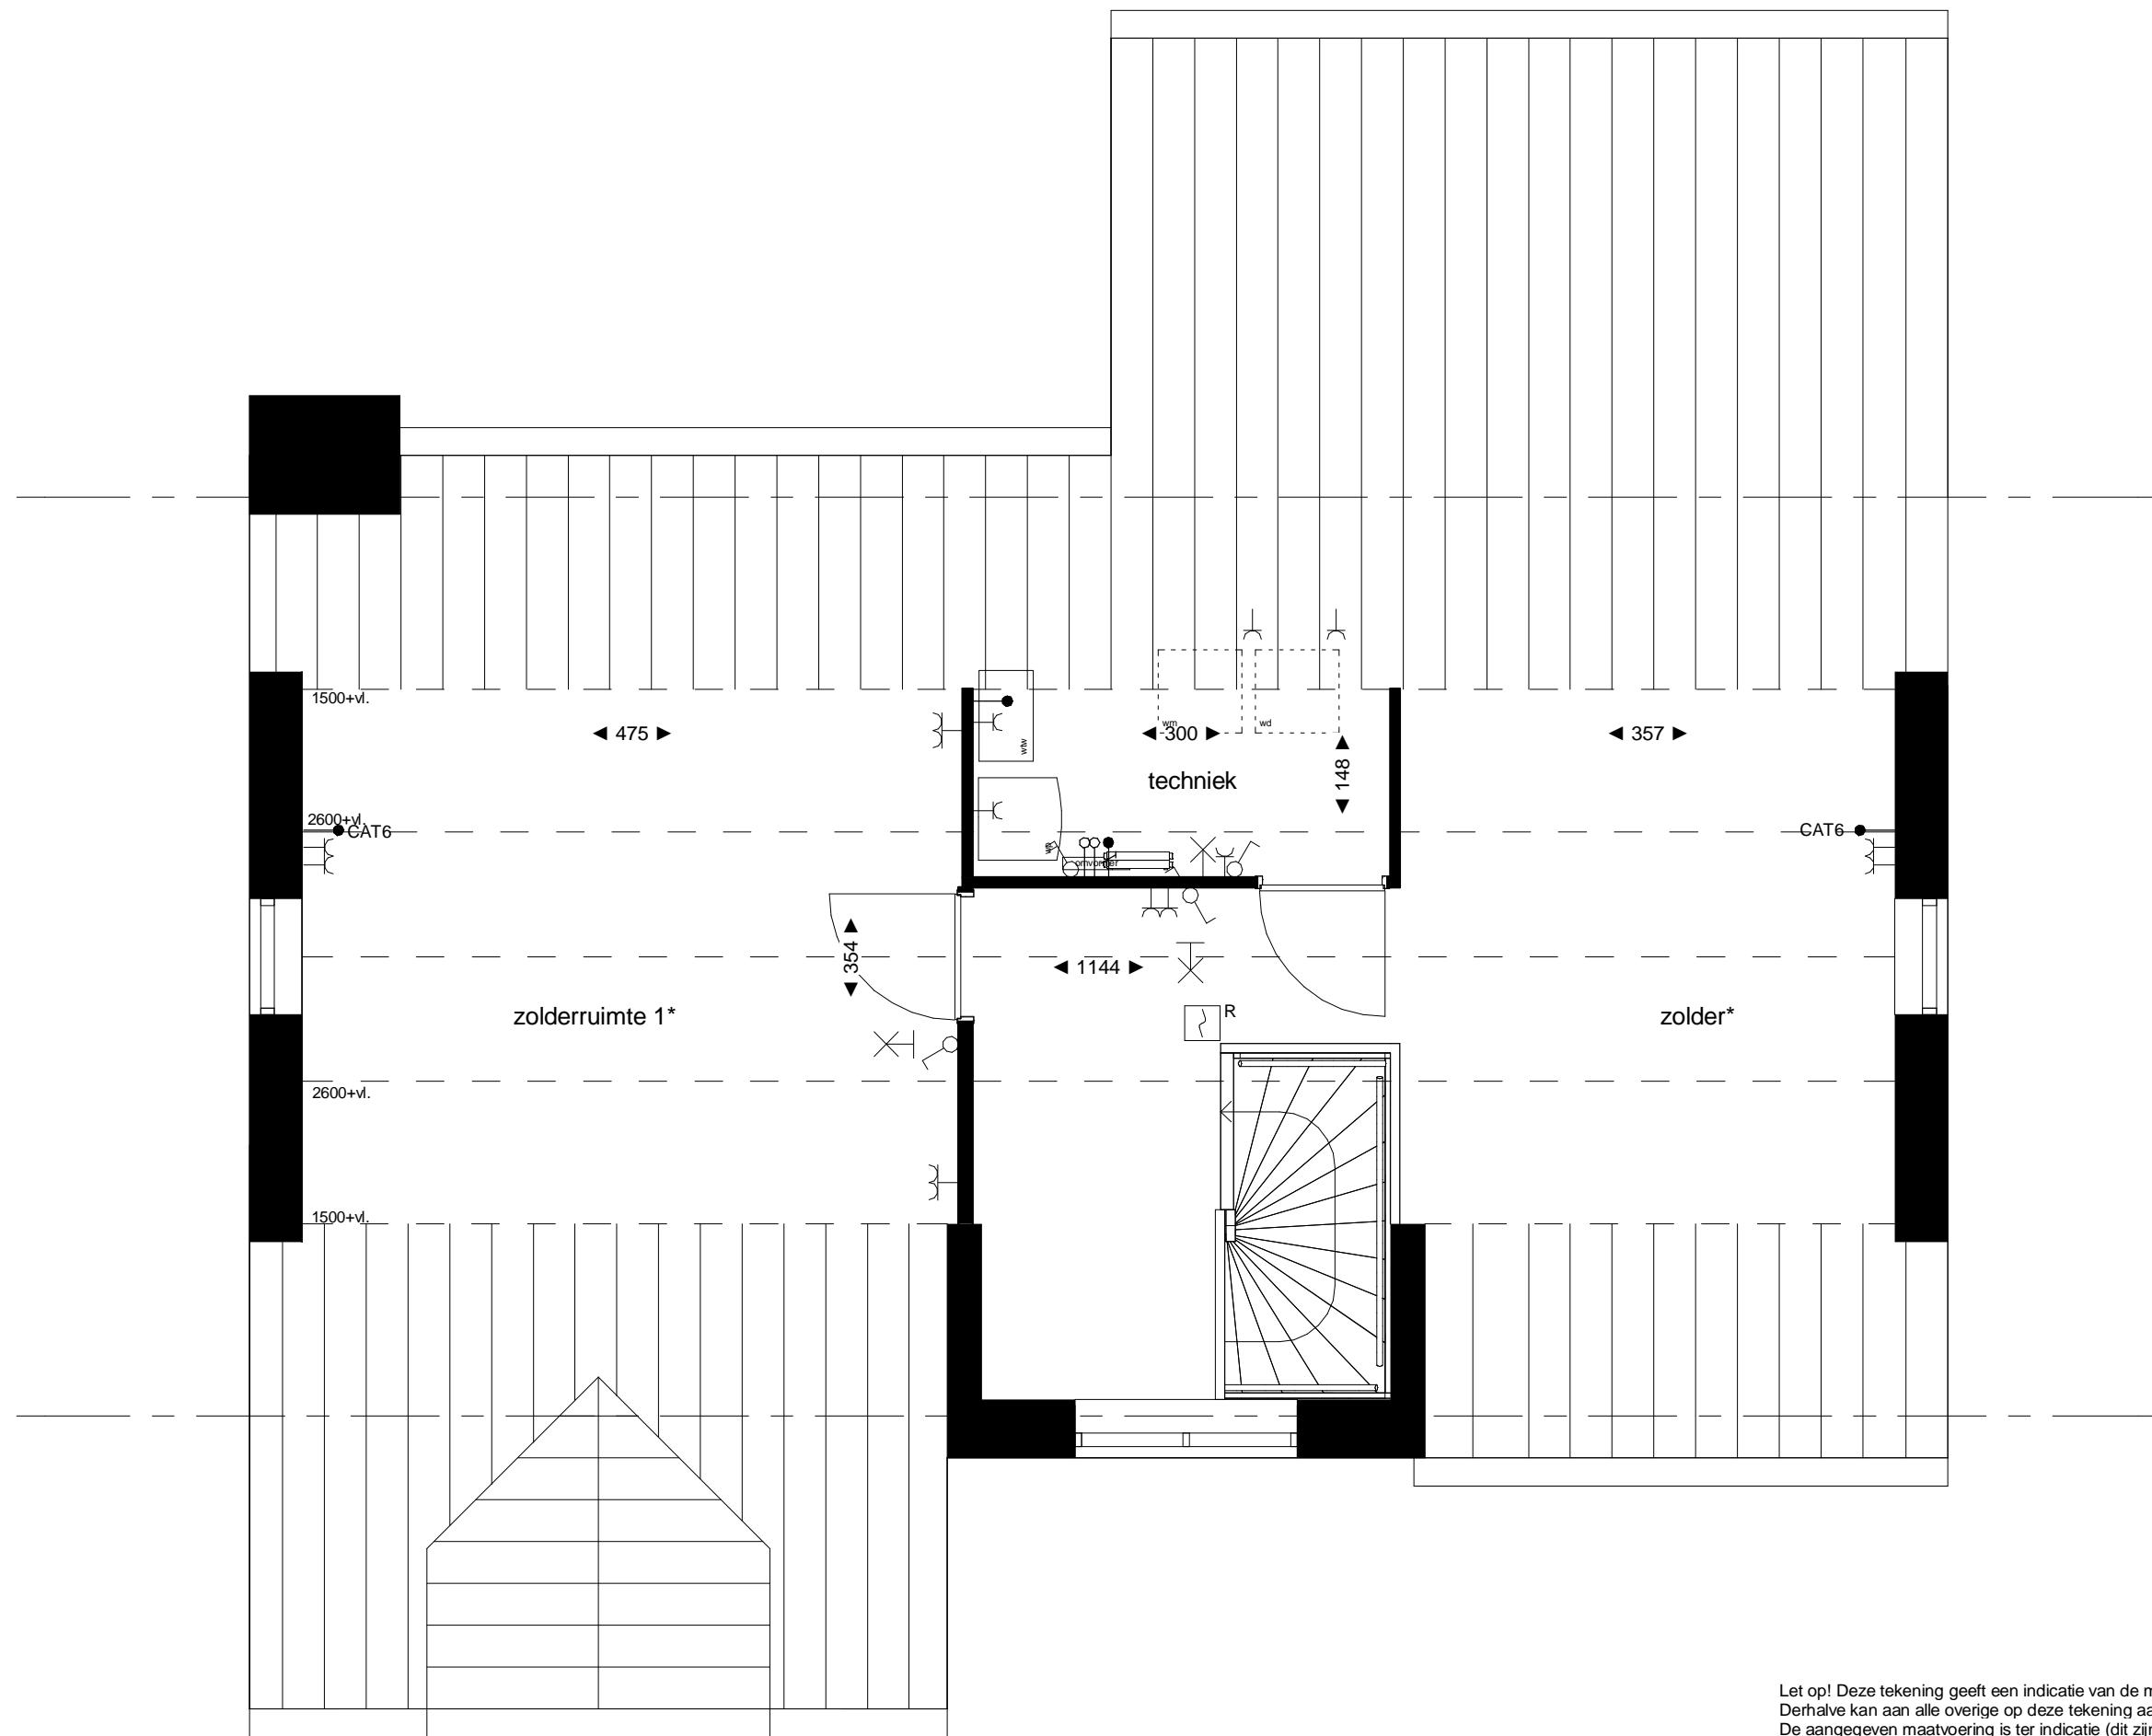 1500+vl.
◄ 475 ►
wm
wd
◄ 300 ►
◄ 357 ►
wtw
techniek
◄ 148 ►
2600+vl.
CAT6
CAT6
omvormer
◄ 354 ►
◄ 1144 ►
R
zolderruimte 1*
zolder*
2600+vl.
1500+vl.
Let op! Deze tekening geeft een indicatie van de
Derhalve kan aan alle overige op deze tekening
De aangegeven maatvoering is ter indicatie (dit